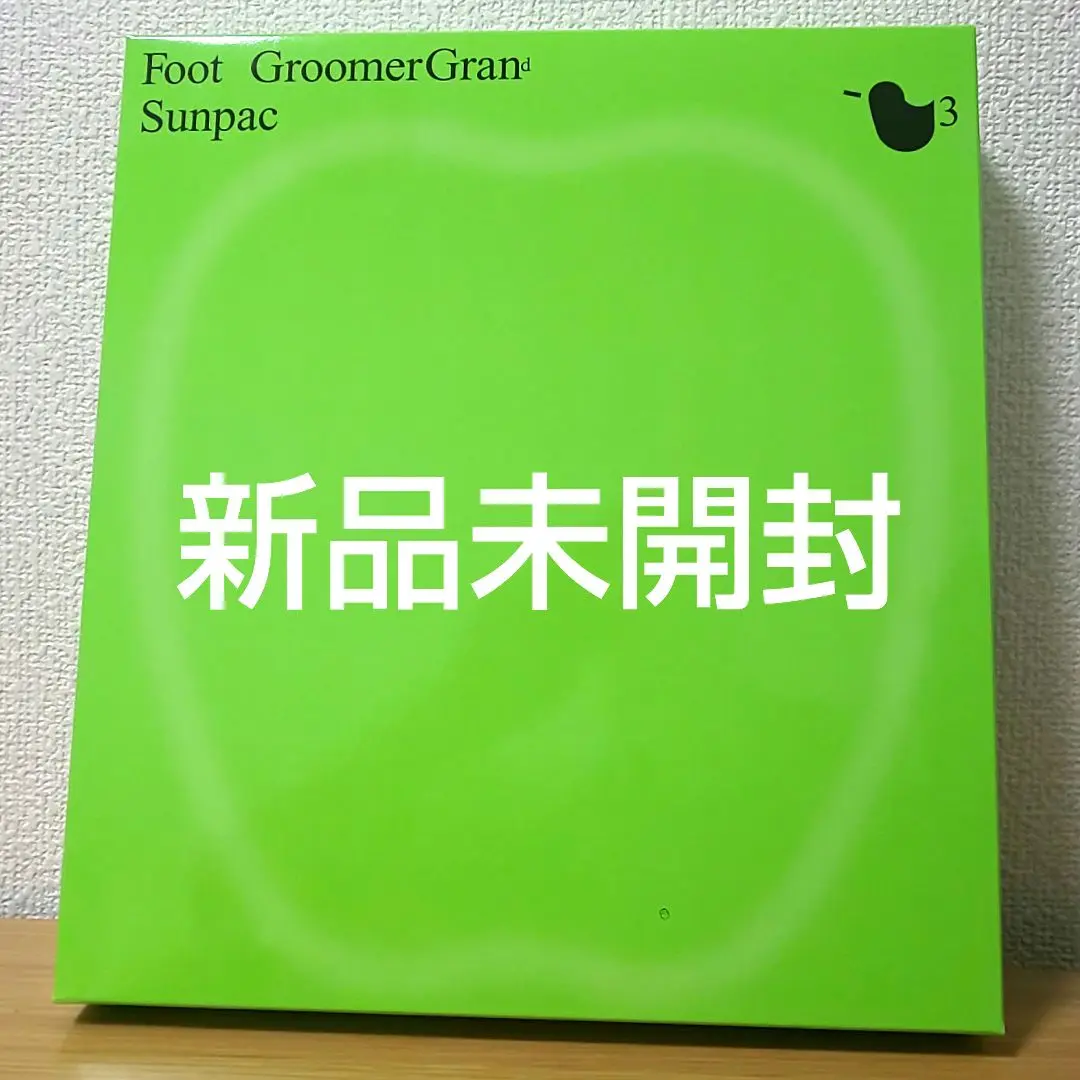 Foot GroomerGrand
Sunpac
3
新品未開封